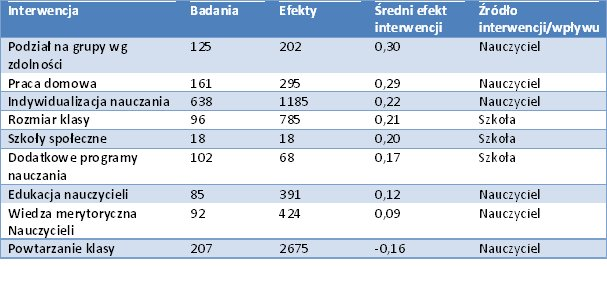 Interwencja Badania Efekty Średni efekt Źródło
interwencji interwencji/wpływu
Podział na grupy wg 125 202 0,30 Nauczyciel
zdolności
Praca domowa 161 295 0,29 Nauczyciel
Indywidualizacja nauczania 638 1185 0,22 Nauczyciel
Rozmiar klasy 96 785 0,21 Szkoła
Szkoły społeczne 18 18 0,20 Szkoła
Dodatkowe programy 102 68 0,17 Szkoła
nauczania
Edukacja nauczycieli 85 391 0,12 Nauczyciel
Wiedza merytoryczna 92 424 0,09 Nauczyciel
Nauczycieli
Powtarzanie klasy 207 2675 -0,16 Nauczyciel